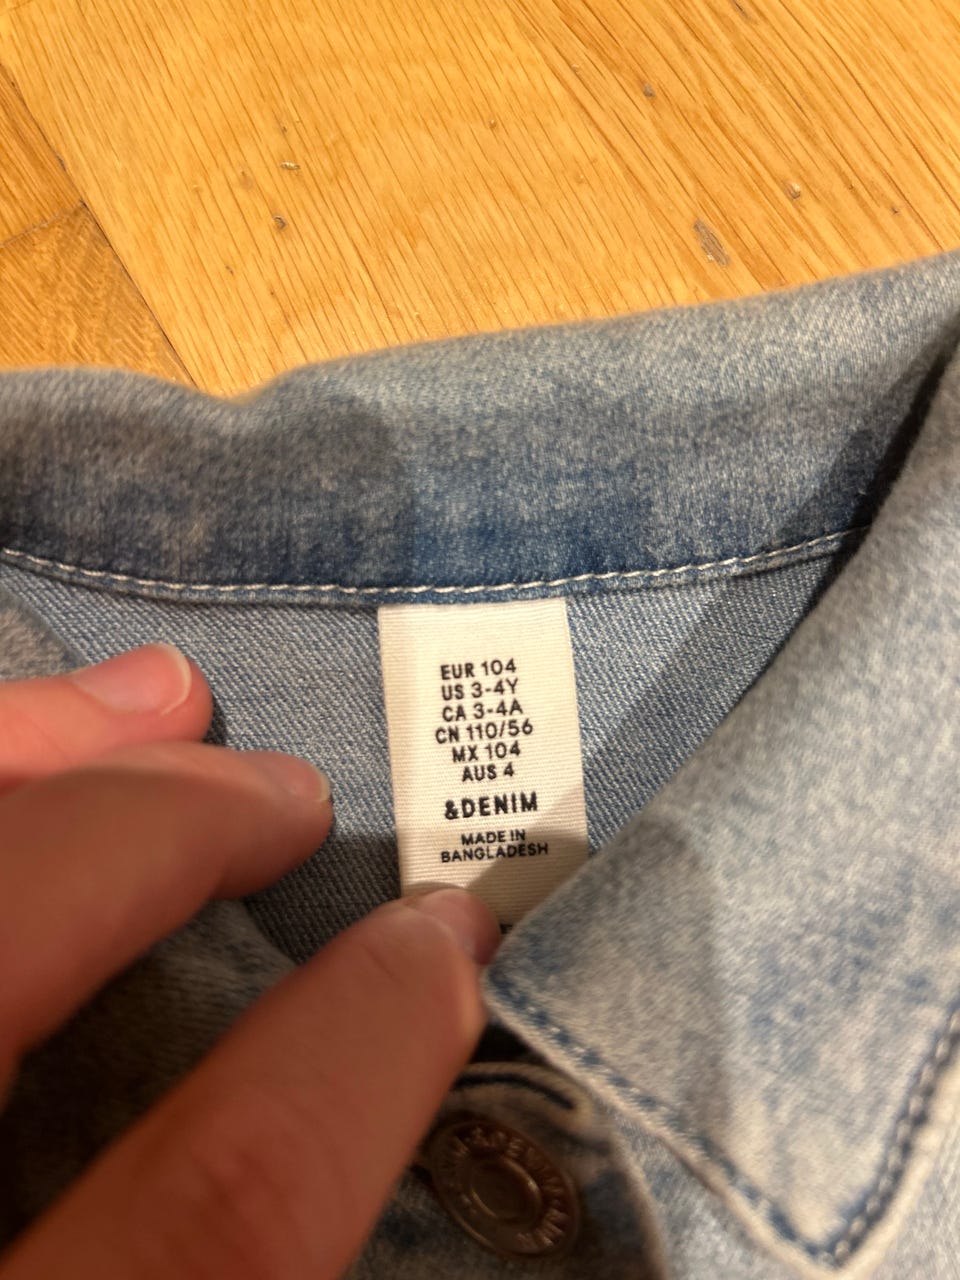 EUR 104
US 3-4Y
CA 3-4A
CN 110/56
MX 104
AUS 4
&DENIM
MADE IN
BANGLADESH